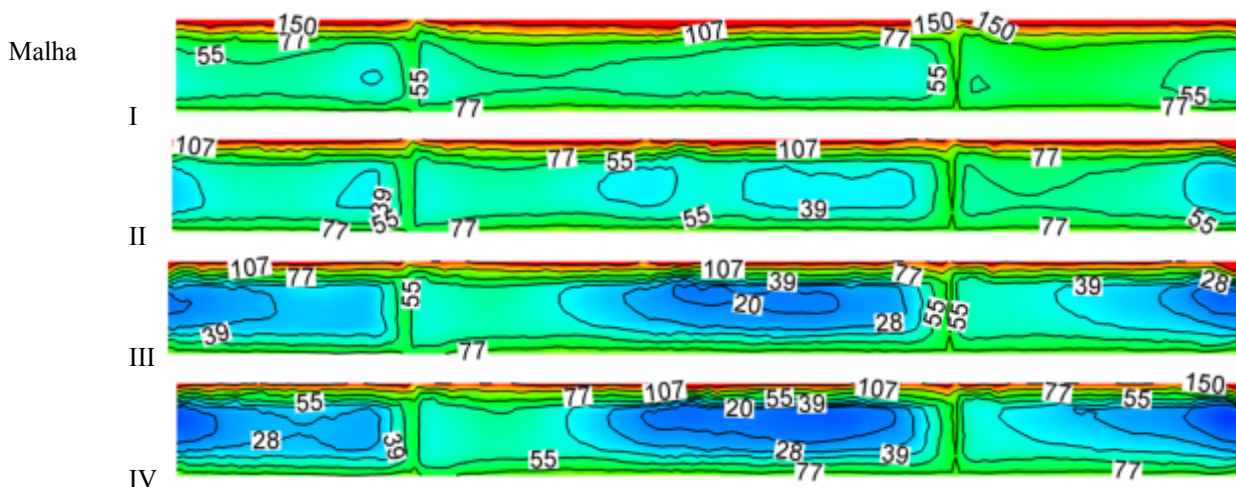 Malha
I
150 150 150
77 107 77
55
55 55
55
77 77 77
II
107 77 55 107 77
39
55 55 39 55
77 77 77
III
107 77 107 39 77 28
55 20 39
39 28 55 55
77
IV
55 77 107 55 39 107 77 55 150
20
28 39 28 39
55 77 77